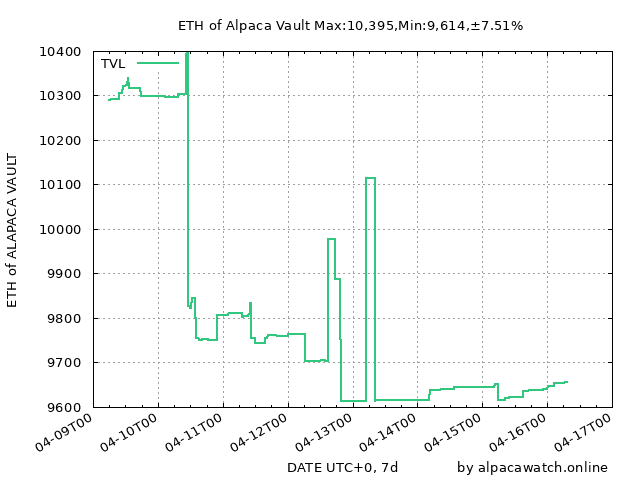 ETH of Alpaca Vault Max:10,395,Min:9,614,±7.51%
TVL
10400
10300
10200
10100
10000
9900
9800
9700
9600
ETH of ALAPACA VAULT
04-09T00
04-10T00
04-11T00
04-12T00
04-13T00
04-14T00
04-15T00
04-16T00
04-17T00
DATE UTC+0, 7d
by alpacawatch.online